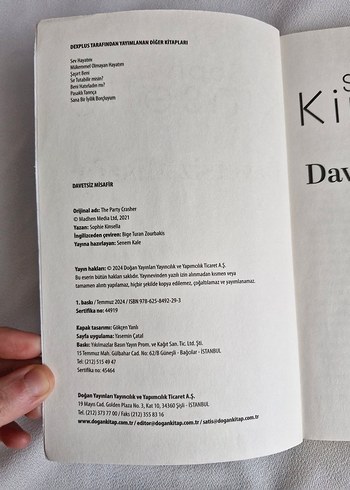 DEXPLUS TARAFINDAN YAYIMLANAN DİĞER KİTAPLARI
Sev Hayatını
Mükemmel Olmayan Hayatım
Şaşırt Beni
Sır Tutabilir misin?
Beni Hatırladın mı?
Pasaklı Tanrıça
Sana Bir İyilik Borçluyum
DAVETSİZ MİSAFİR
Orijinal adı: The Party Crasher
© Madhen Media Ltd, 2021
Yazan: Sophie Kinsella
İngilizceden çeviren: Bige Turan Zourbakis
Yayına hazırlayan: Senem Kale
Yayın hakları: © 2024 Doğan Yayınları Yayıncılık ve Yapımcılık Ticaret A.Ş.
Bu eserin bütün hakları saklıdır. Yayınevinden yazılı izin alınmadan kısmen veya
tamamen alıntı yapılamaz, hiçbir şekilde kopya edilemez, çoğaltılamaz ve yayımlanamaz.
1. baskı / Temmuz 2024 / ISBN 978-625-8492-29-3
Sertifika no: 44919
Kapak tasarımı: Gökçen Yanlı
Sayfa uygulama: Yasemin Çatal
Baskı: Yıkılmazlar Basın Yayın Prom. ve Kağıt San. Tic. Ltd. Şti.
15 Temmuz Mah. Gülbahar Cad. No: 62/B Güneşli - Bağcılar - İSTANBUL
Tel: (212) 515 49 47
Sertifika no: 45464
Doğan Yayınları Yayıncılık ve Yapımcılık Ticaret A.Ş.
19 Mayıs Cad. Golden Plaza No. 3, Kat 10, 34360 Şişli - İSTANBUL
Tel. (212) 373 77 00 / Faks (212) 355 83 16
www.dogankitap.com.tr / editor@dogankitap.com.tr / satis@dogankitap.com.tr
S
Ki
Dav